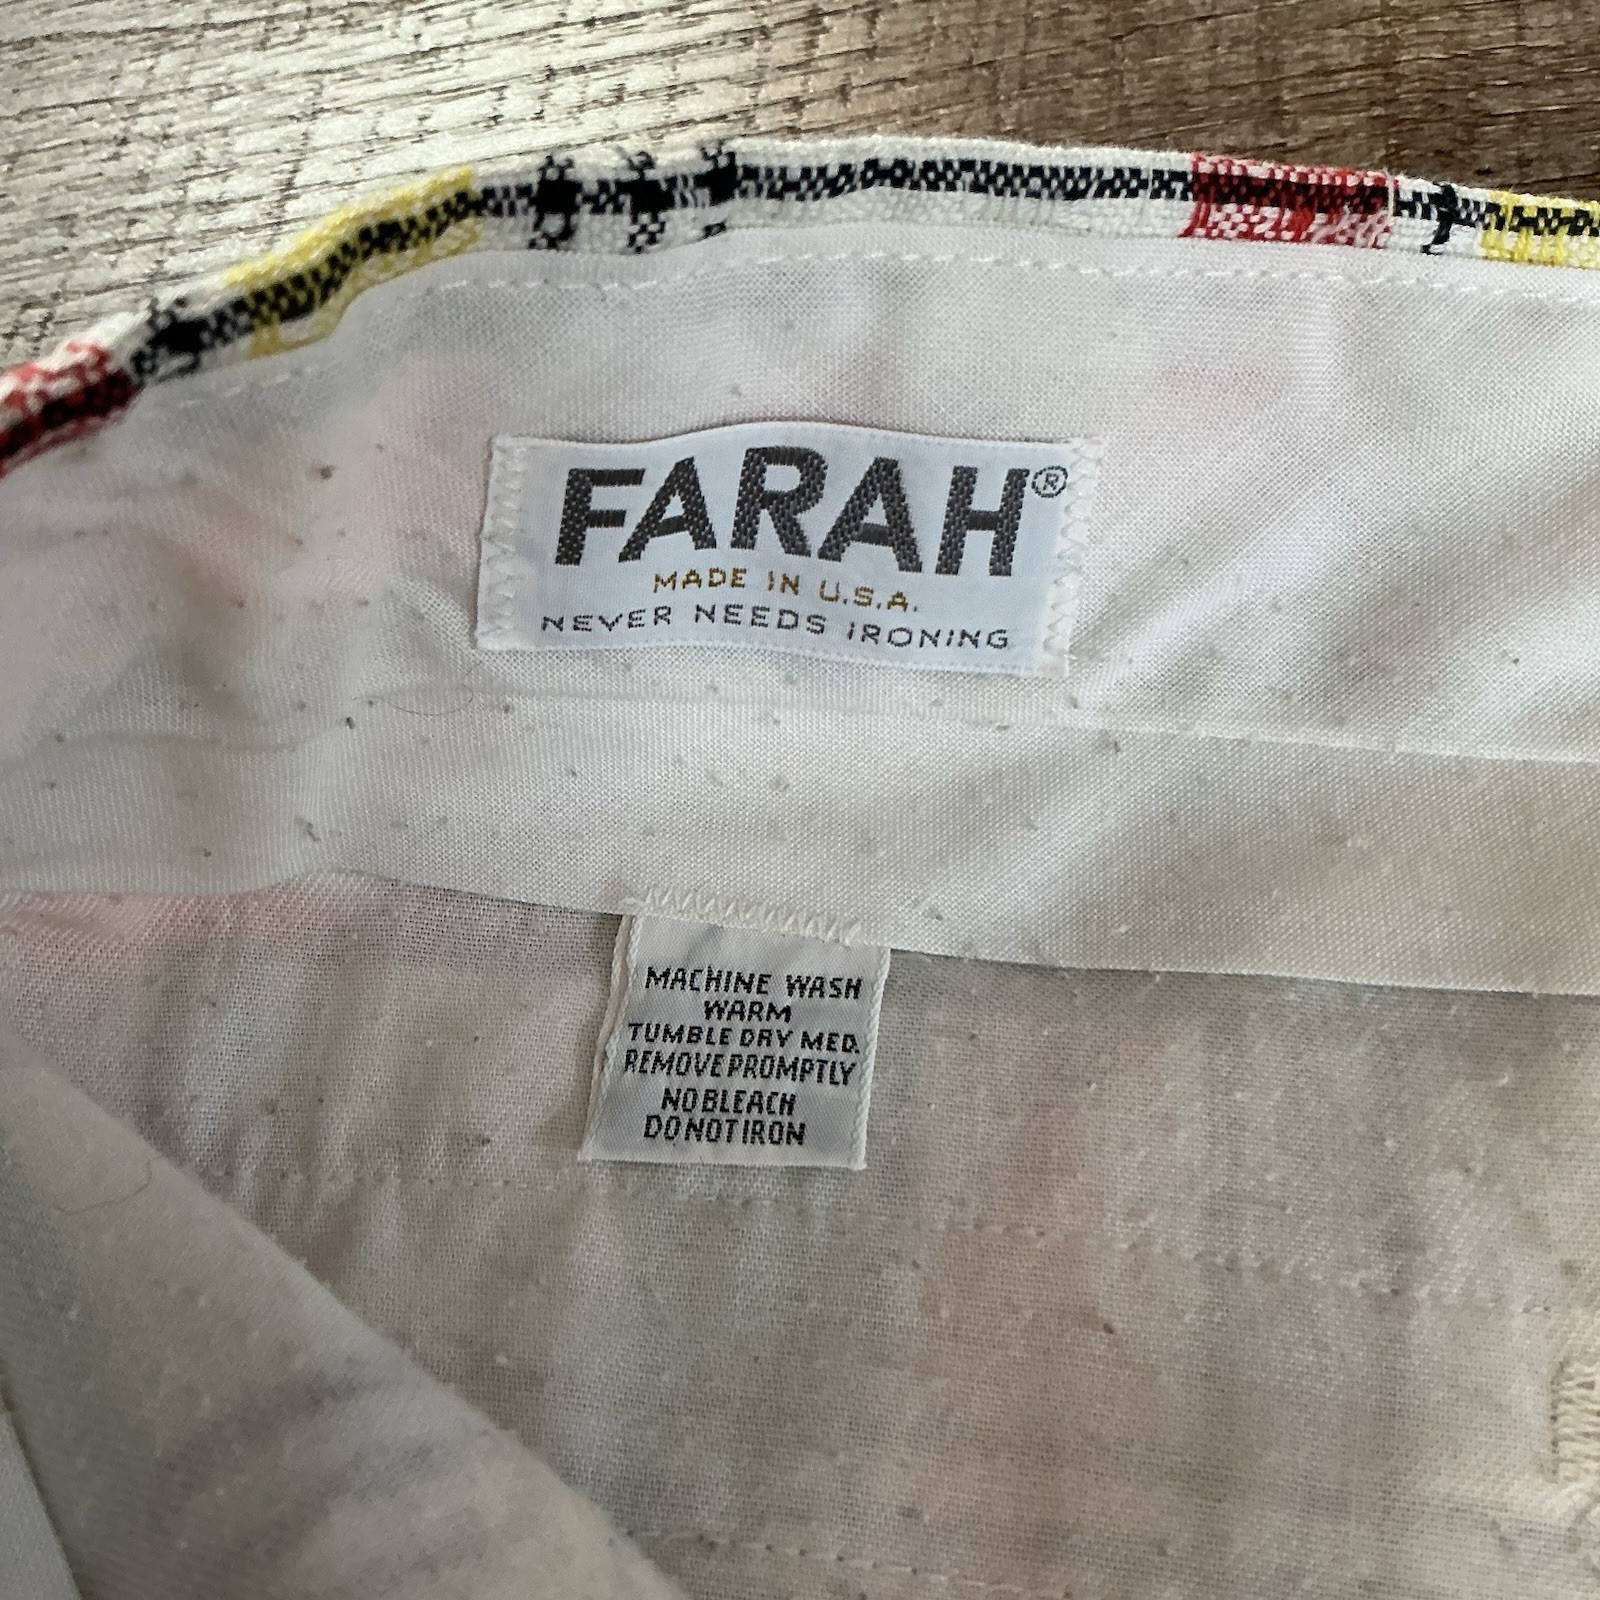 FARAH®
MADE IN U.S.A.
NEVER NEEDS IRONING
MACHINE WASH
WARM
TUMBLE DRY MED.
REMOVE PROMPTLY
NO BLEACH
DO NOT IRON